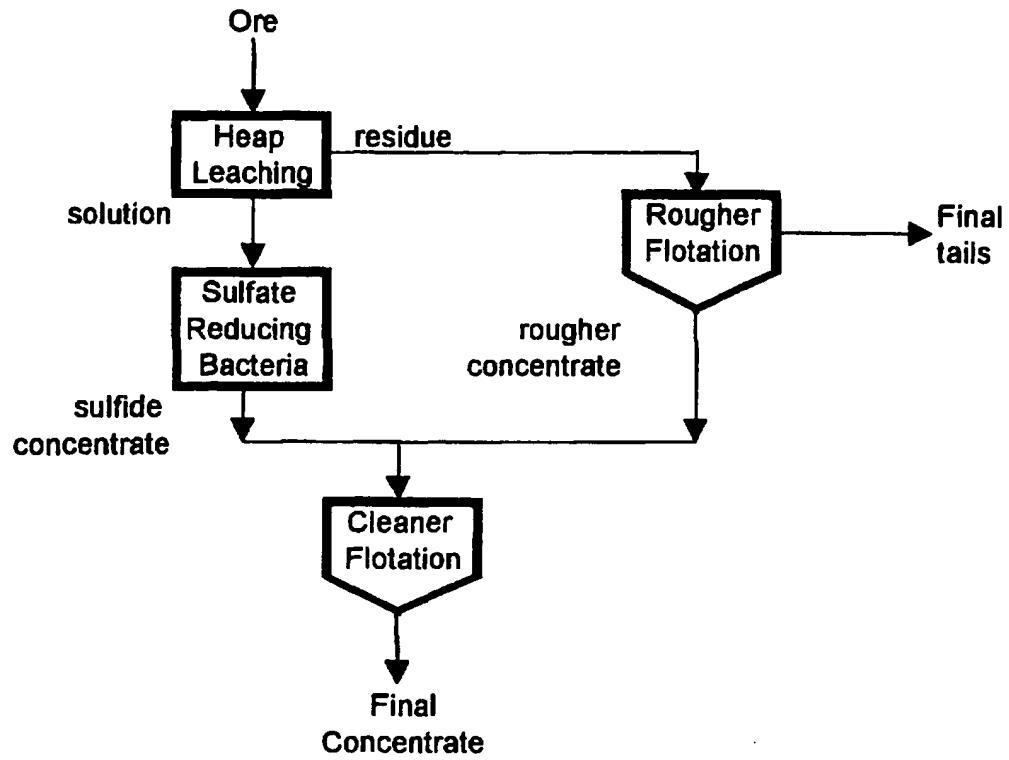 Ore
Heap
Leaching
residue
solution
Rougher
Flotation
Final
tails
Sulfate
Reducing
Bacteria
rougher
concentrate
sulfide
concentrate
Cleaner
Flotation
Final
Concentrate